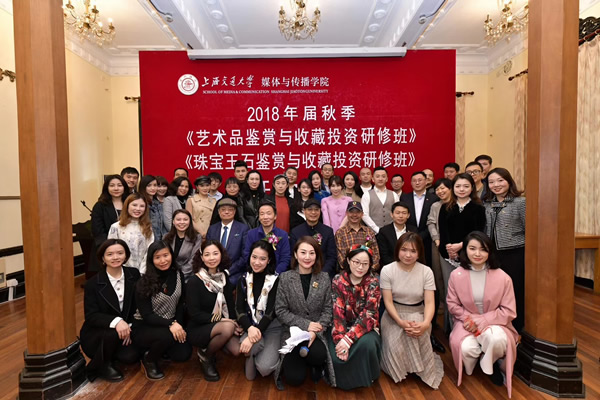 上海交通大学 媒体与传播学院
SCHOOL OF MEDIA & COMMUNICATION SHANGHAI JIAOTONG UNIVERSITY
2018年届秋季
《艺术品鉴赏与收藏投资研修班》
《珠宝玉石鉴赏与收藏投资研修班》